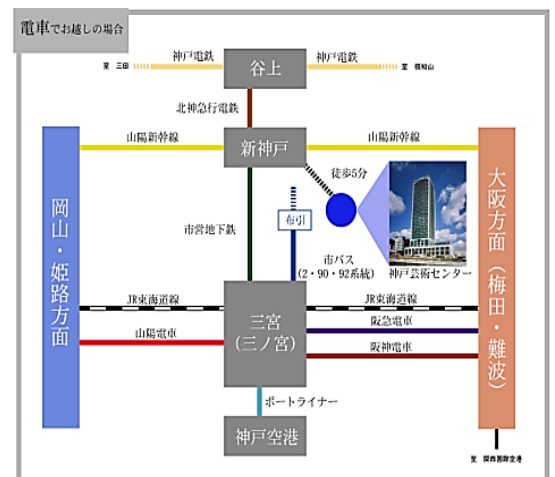 電車でお越しの場合
神戸電鉄
神戸電鉄
至 三田
谷上
北神急行電鉄
山陽新幹線
新神戸
山陽新幹線
徒歩5分
岡山・姫路方面
大阪方面（梅田・難波）
布引
市営地下鉄
市バス
(2・90・92系統)
神戸芸術センター
JR東海道線
三宮
(三ノ宮)
JR東海道線
山陽電車
阪急電車
阪神電車
ポートライナー
神戸空港
至 関西国際空港